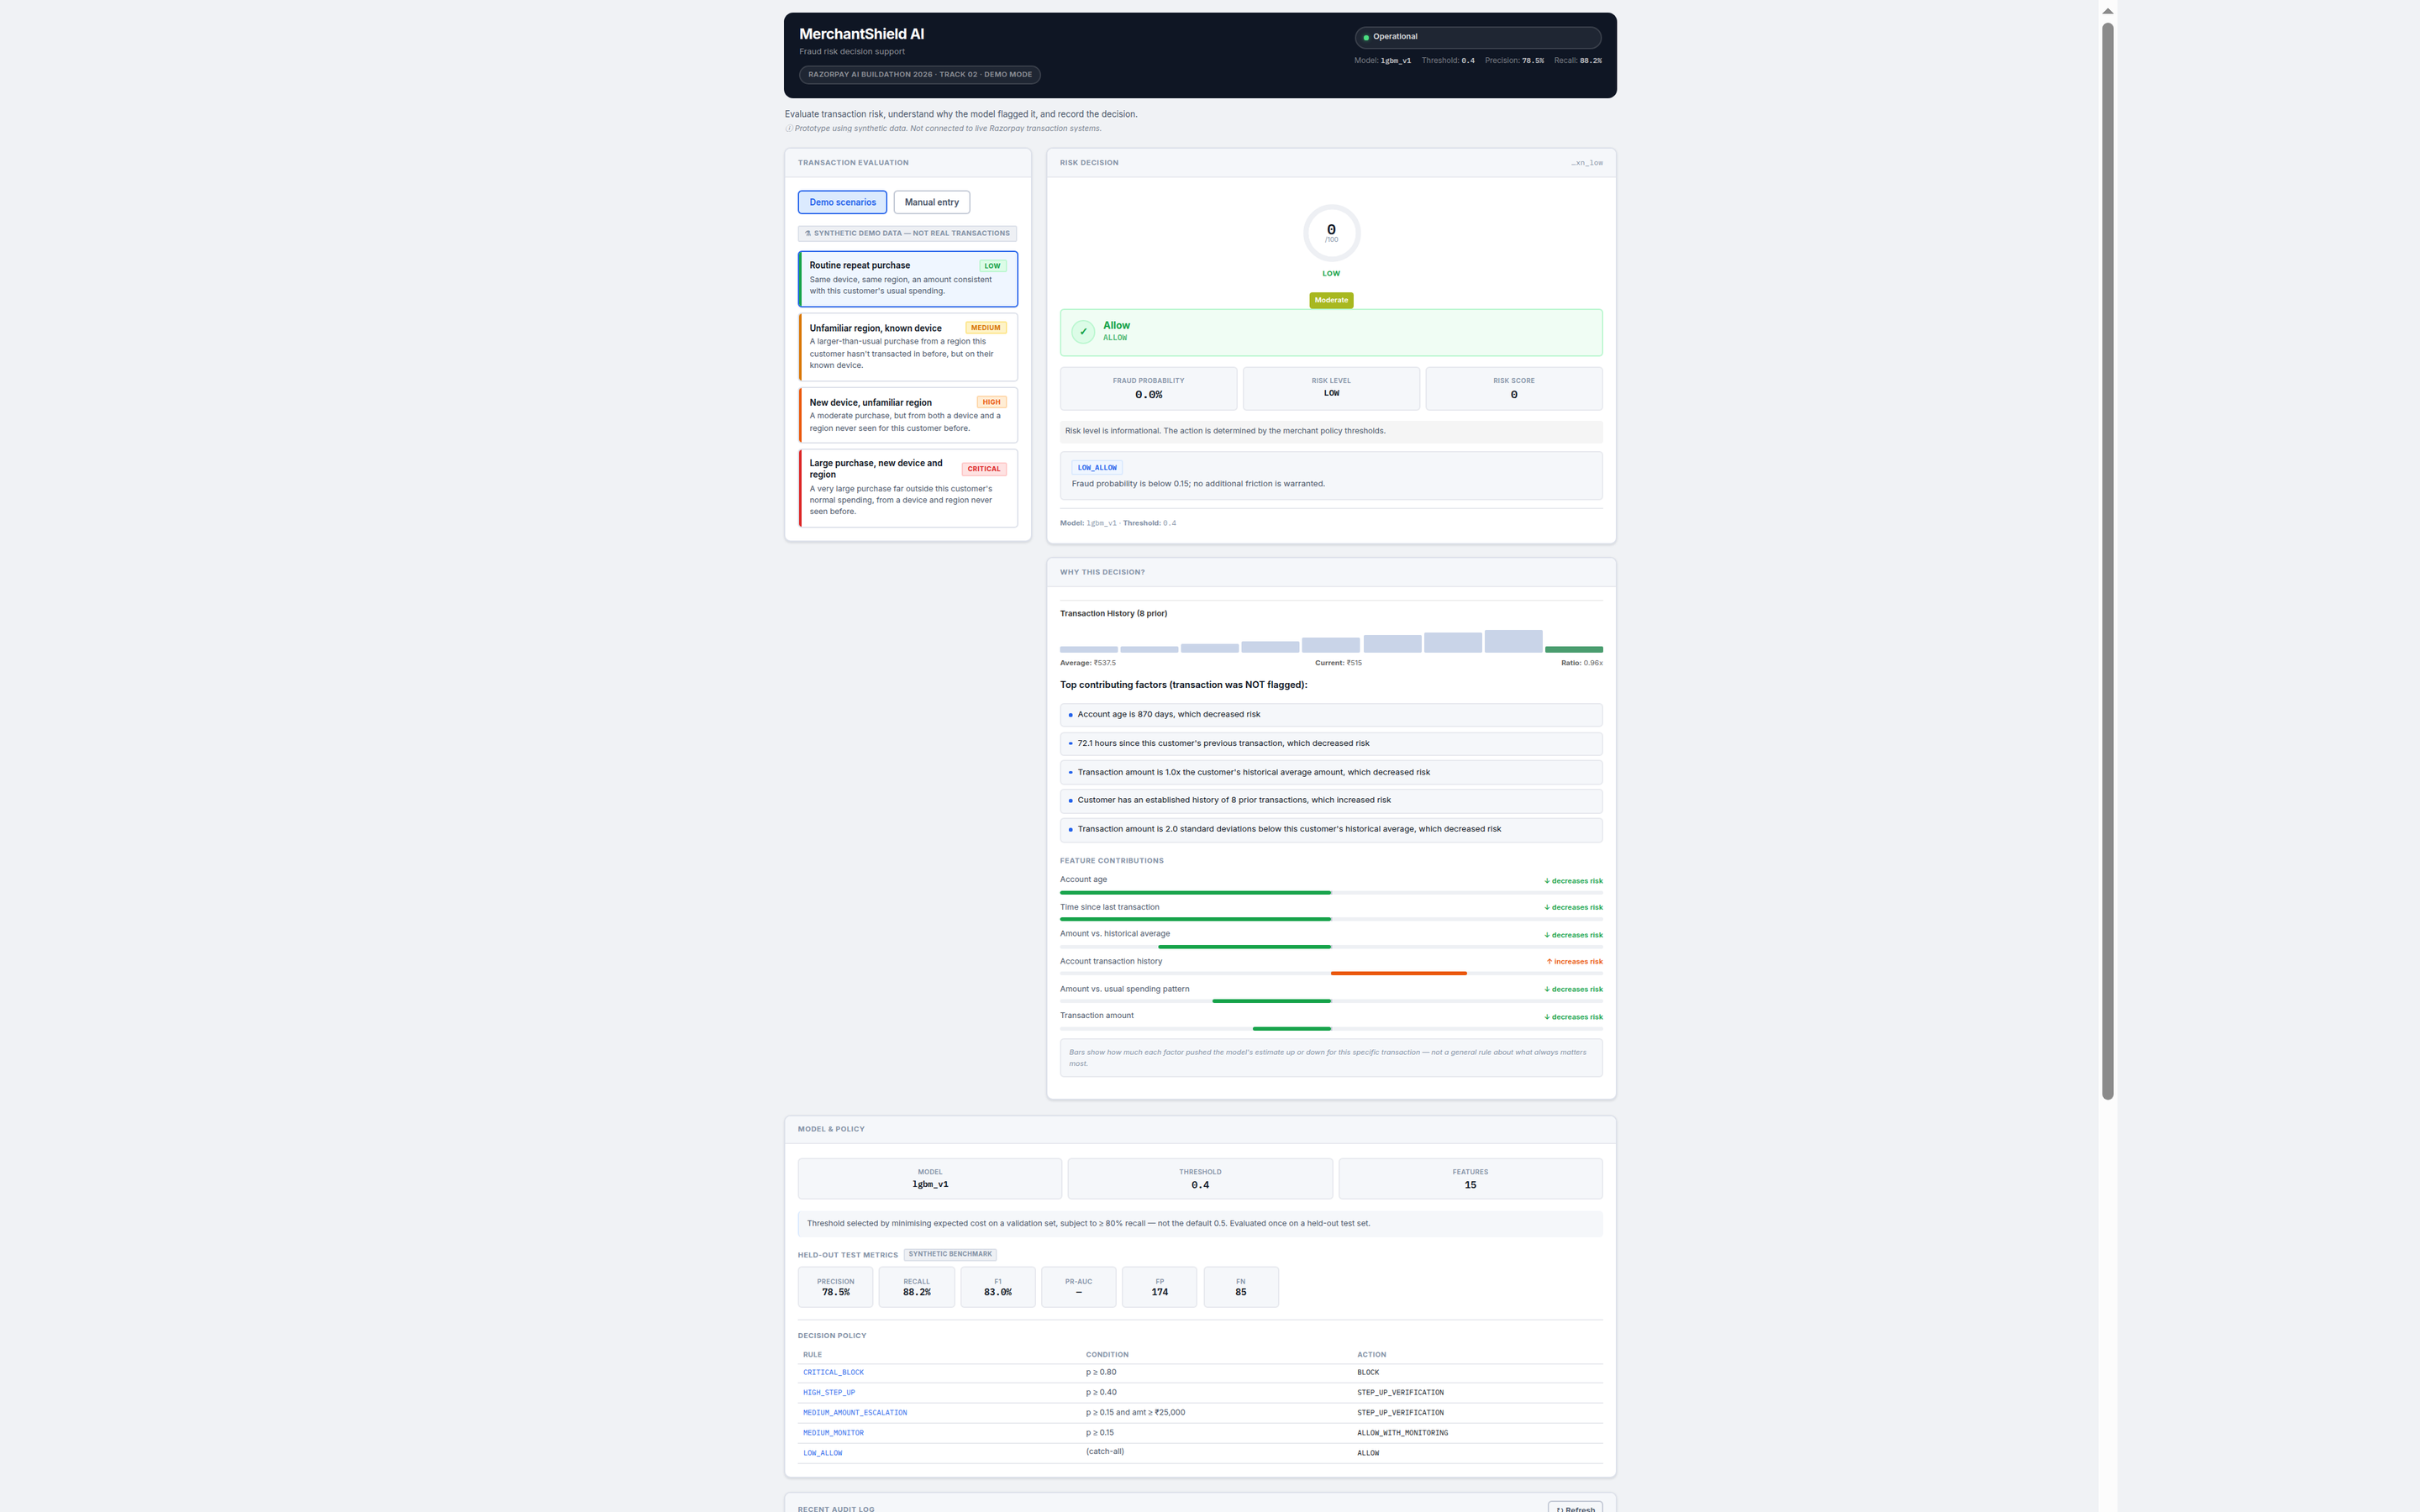 MerchantShield AI
Fraud risk decision support
RAZORPAY AI BUILDATHON 2026 · TRACK 02 · DEMO MODE
Operational
Model: lgbm_v1 Threshold: 0.4 Precision: 78.5% Recall: 88.2%
Evaluate transaction risk, understand why the model flagged it, and record the decision.
ⓘ Prototype using synthetic data. Not connected to live Razorpay transaction systems.
TRANSACTION EVALUATION
Demo scenarios
Manual entry
⚗ SYNTHETIC DEMO DATA — NOT REAL TRANSACTIONS
Routine repeat purchase
LOW
Same device, same region, an amount consistent
with this customer's usual spending.
Unfamiliar region, known device
MEDIUM
A larger-than-usual purchase from a region this
customer hasn't transacted in before, but on their
known device.
New device, unfamiliar region
HIGH
A moderate purchase, but from both a device and a
region never seen for this customer before.
Large purchase, new device and
region
CRITICAL
A very large purchase far outside this customer's
normal spending, from a device and region never
seen before.
RISK DECISION
…xn_low
0
/100
LOW
Moderate
✓
Allow
ALLOW
FRAUD PROBABILITY
0.0%
RISK LEVEL
LOW
RISK SCORE
0
Risk level is informational. The action is determined by the merchant policy thresholds.
LOW_ALLOW
Fraud probability is below 0.15; no additional friction is warranted.
Model: lgbm_v1 · Threshold: 0.4
WHY THIS DECISION?
Transaction History (8 prior)
Average: ₹537.5
Current: ₹515
Ratio: 0.96x
Top contributing factors (transaction was NOT flagged):
Account age is 870 days, which decreased risk
72.1 hours since this customer's previous transaction, which decreased risk
Transaction amount is 1.0x the customer's historical average amount, which decreased risk
Customer has an established history of 8 prior transactions, which increased risk
Transaction amount is 2.0 standard deviations below this customer's historical average, which decreased risk
FEATURE CONTRIBUTIONS
Account age ↓ decreases risk
Time since last transaction ↓ decreases risk
Amount vs. historical average ↓ decreases risk
Account transaction history ↑ increases risk
Amount vs. usual spending pattern ↓ decreases risk
Transaction amount ↓ decreases risk
Bars show how much each factor pushed the model's estimate up or down for this specific transaction — not a general rule about what always matters
most.
MODEL & POLICY
MODEL
lgbm_v1
THRESHOLD
0.4
FEATURES
15
Threshold selected by minimising expected cost on a validation set, subject to ≥ 80% recall — not the default 0.5. Evaluated once on a held-out test set.
HELD-OUT TEST METRICS SYNTHETIC BENCHMARK
PRECISION
78.5%
RECALL
88.2%
F1
83.0%
PR-AUC
—
FP
174
FN
85
DECISION POLICY
RULE CONDITION ACTION
CRITICAL_BLOCK p ≥ 0.80 BLOCK
HIGH_STEP_UP p ≥ 0.40 STEP_UP_VERIFICATION
MEDIUM_AMOUNT_ESCALATION p ≥ 0.15 and amt ≥ ₹25,000 STEP_UP_VERIFICATION
MEDIUM_MONITOR p ≥ 0.15 ALLOW_WITH_MONITORING
LOW_ALLOW (catch-all) ALLOW
RECENT AUDIT LOG
↻ Refresh